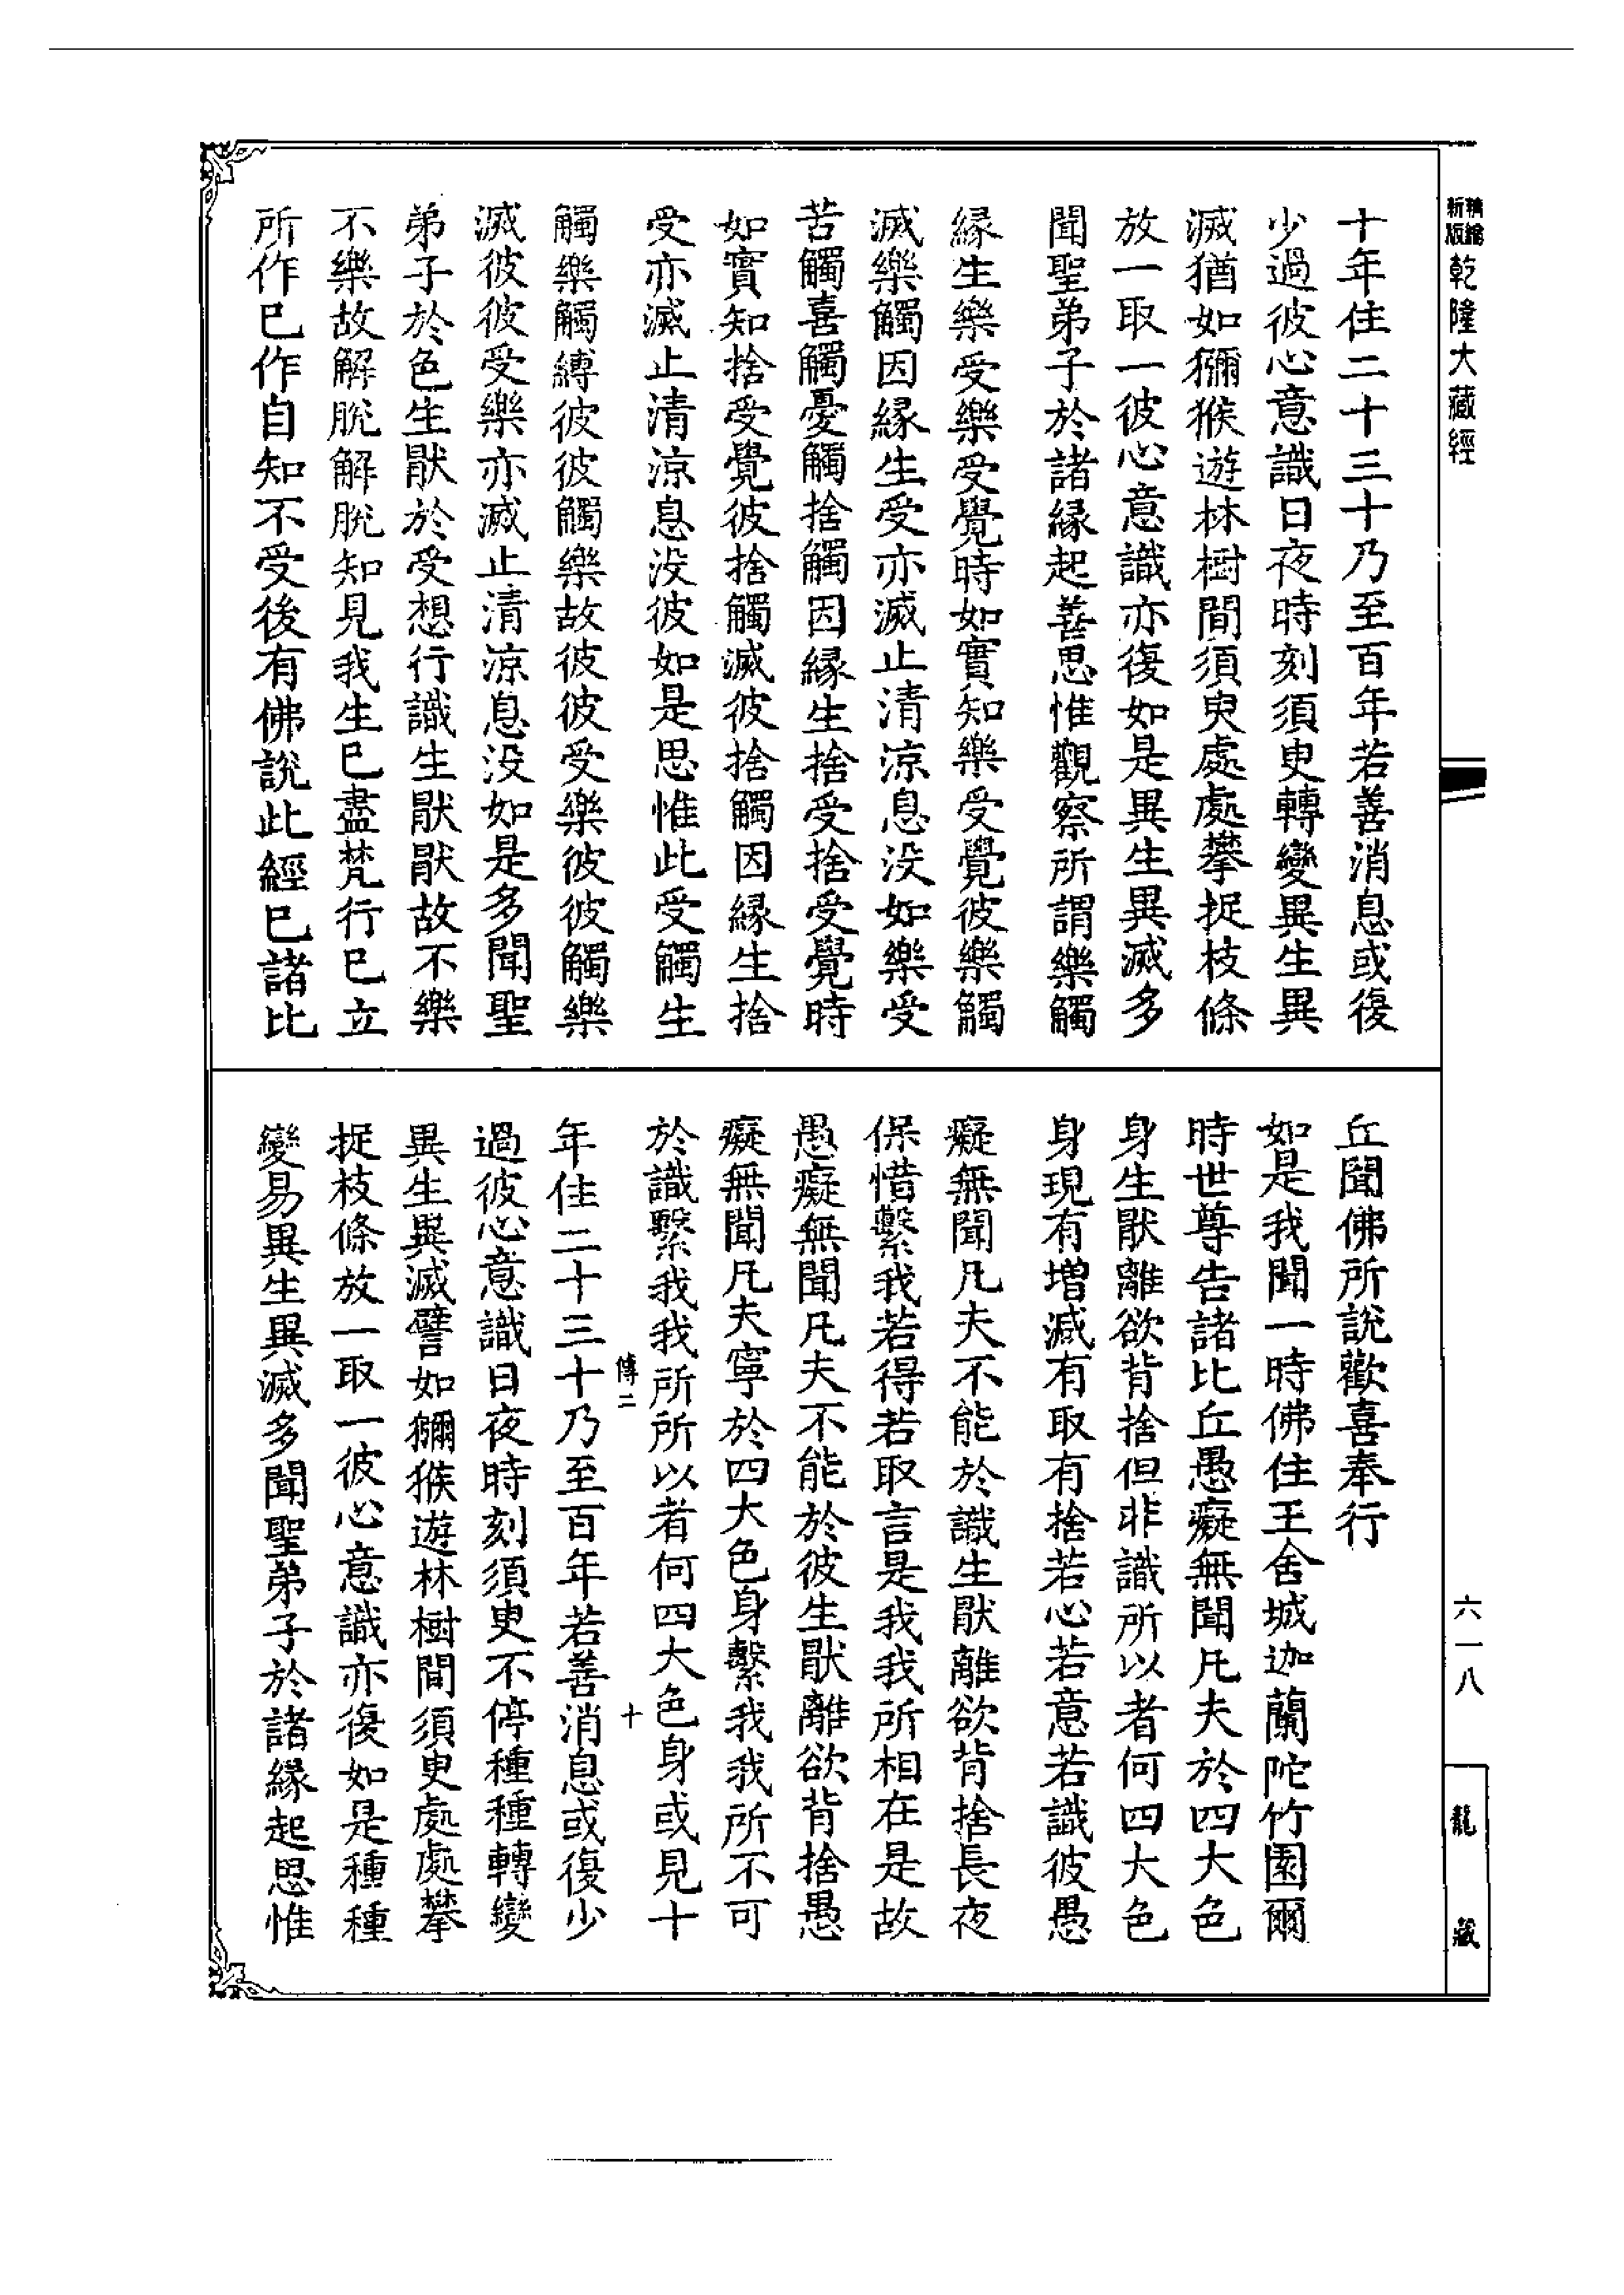 精繪
新版
乾隆大藏經
十年住二十三十乃至百年若善消息或復
少過彼心意識日夜時刻須臾轉變異生異
滅猶如獼猴遊林樹間須臾處處攀捉枝條
放一取一彼心意識亦復如是異生異滅多
聞聖弟子於諸緣起善思惟觀察所謂樂觸
緣生樂受樂受覺時如實知樂受覺彼樂觸
滅樂觸因緣生受亦滅止清涼息沒如樂受
苦觸喜觸憂觸捨觸因緣生捨受捨受覺時
如實知捨受覺彼捨觸滅彼捨觸因緣生捨
受亦滅止清涼息沒彼如是思惟此受觸生
觸樂觸縛彼彼觸樂故彼彼受樂彼彼觸樂
滅彼彼受樂亦滅止清涼息沒如是多聞聖
弟子於色生厭於受想行識生厭厭故不樂
不樂故解脫解脫知見我生已盡梵行已立
所作已作自知不受後有佛說此經已諸比
丘聞佛所說歡喜奉行
如是我聞一時佛住王舍城迦蘭陀竹園爾
時世尊告諸比丘愚癡無聞凡夫於四大色
身生厭離欲背捨但非識所以者何四大色
身現有增減有取有捨若心若意若識彼愚
癡無聞凡夫不能於識生厭離欲背捨長夜
保惜繫我若得若取言是我我所相在是故
愚癡無聞凡夫不能於彼生厭離欲背捨愚
癡無聞凡夫寧於四大色身繫我我所不可
於識繫我我所所以者何四大色身或見十
傳二 十
年住二十三十乃至百年若善消息或復少
過彼心意識日夜時刻須臾不停種種轉變
異生異滅譬如獼猴遊林樹間須臾處處攀
捉枝條放一取一彼心意識亦復如是種種
變易異生異滅多聞聖弟子於諸緣起思惟
六一八
龍藏